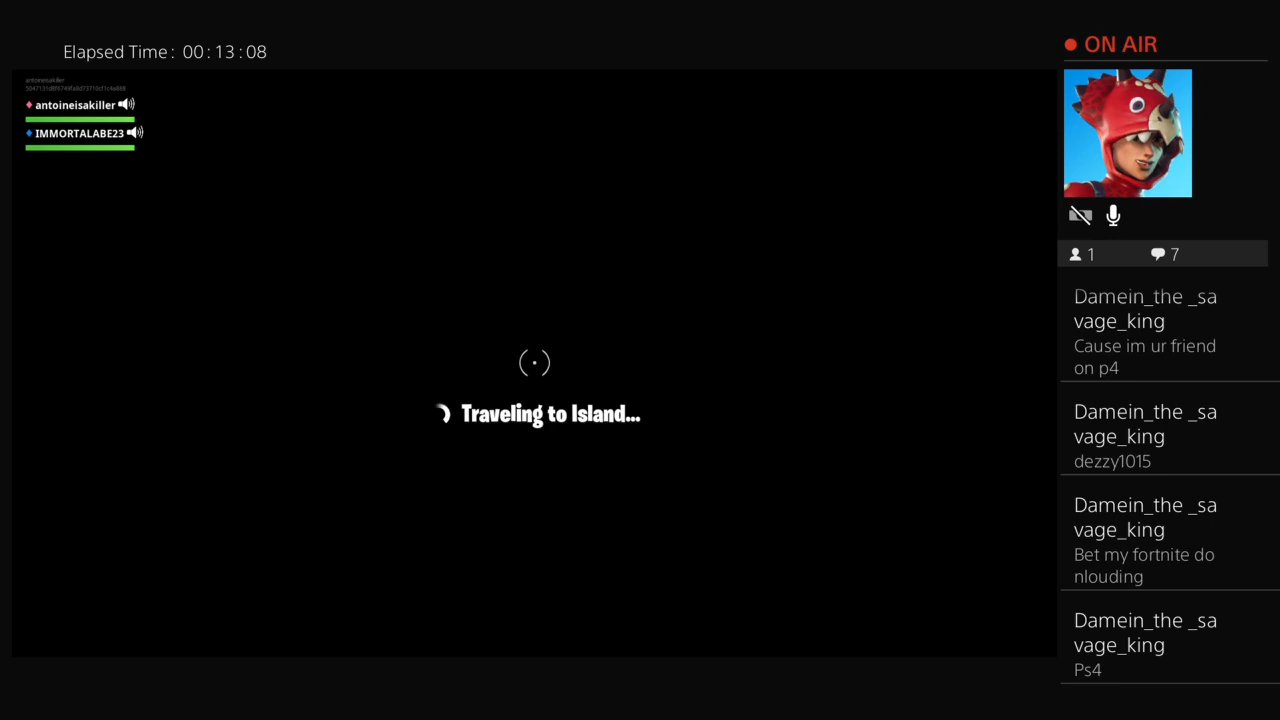 Elapsed Time: 00:13:08
ON AIR
antoineisakiller
antoineisakiller
IMMORTALABE23
1
7
Damein_the _sa
vage_king
Cause im ur friend
on p4
Damein_the _sa
vage_king
dezzy1015
Damein_the _sa
vage_king
Bet my fortnite do
nlouding
Damein_the _sa
vage_king
Ps4
Traveling to Island...